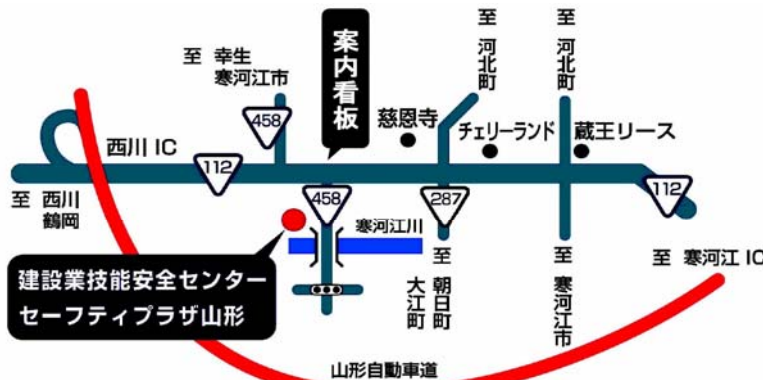 至 幸生
寒河江市
458
案内看板
至 河北町
至 河北町
慈恩寺
チェリーランド
蔵王リース
西川 IC
112
至 西川
鶴岡
458
寒河江川
287
112
至 朝日町
大江町
至 寒河江市
至 寒河江 IC
建設業技能安全センター
セーフティプラザ山形
山形自動車道